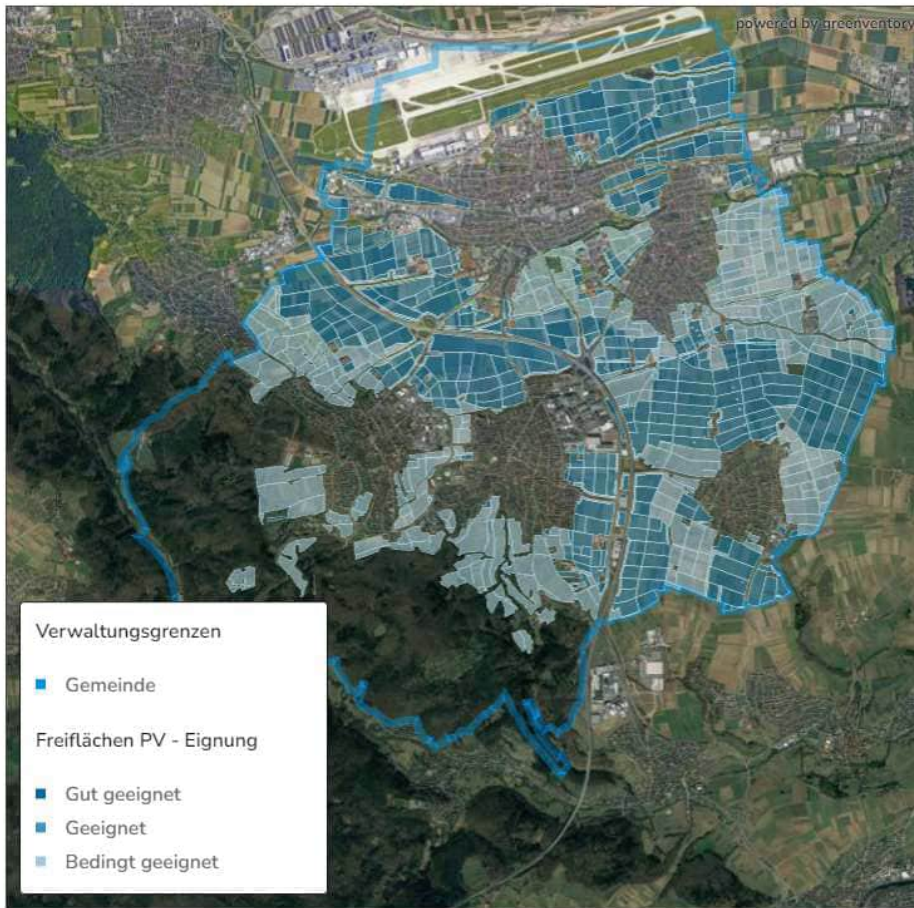 powered by greenventory
Verwaltungsgrenzen
Gemeinde
Freiflächen PV - Eignung
Gut geeignet
Geeignet
Bedingt geeignet